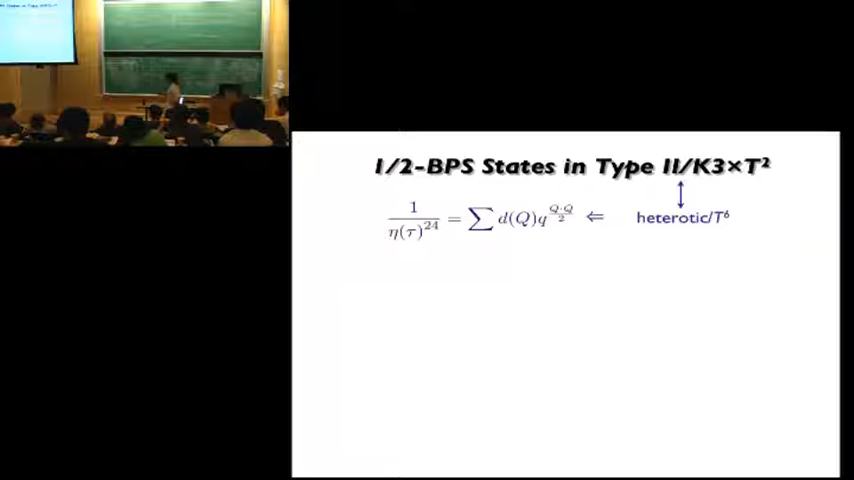 1/2-BPS States in Type II/K3×T²
1/η(τ)²⁴ = ∑ d(Q)q^(Q·Q/2) ⇐ heterotic/T⁶